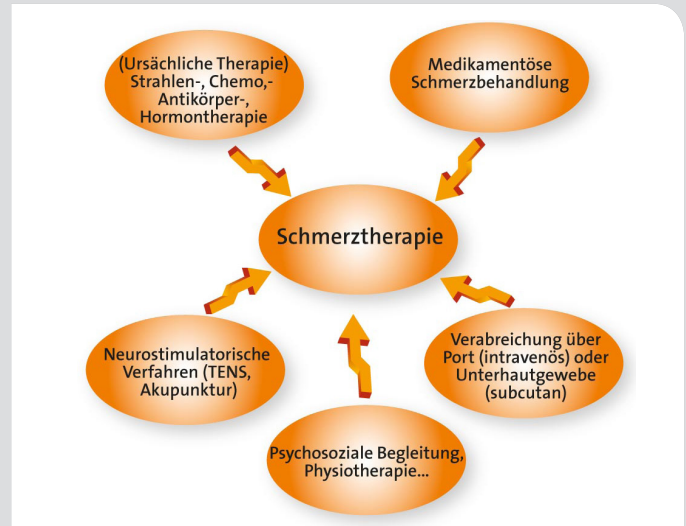 (Ursächliche Therapie)
Strahlen-, Chemo,-
Antikörper-,
Hormontherapie
Medikamentöse
Schmerzbehandlung
Schmerztherapie
Neurostimulatorische
Verfahren (TENS,
Akupunktur)
Verabreichung über
Port (intravenös) oder
Unterhautgewebe
(subcutan)
Psychosoziale Begleitung,
Physiotherapie...